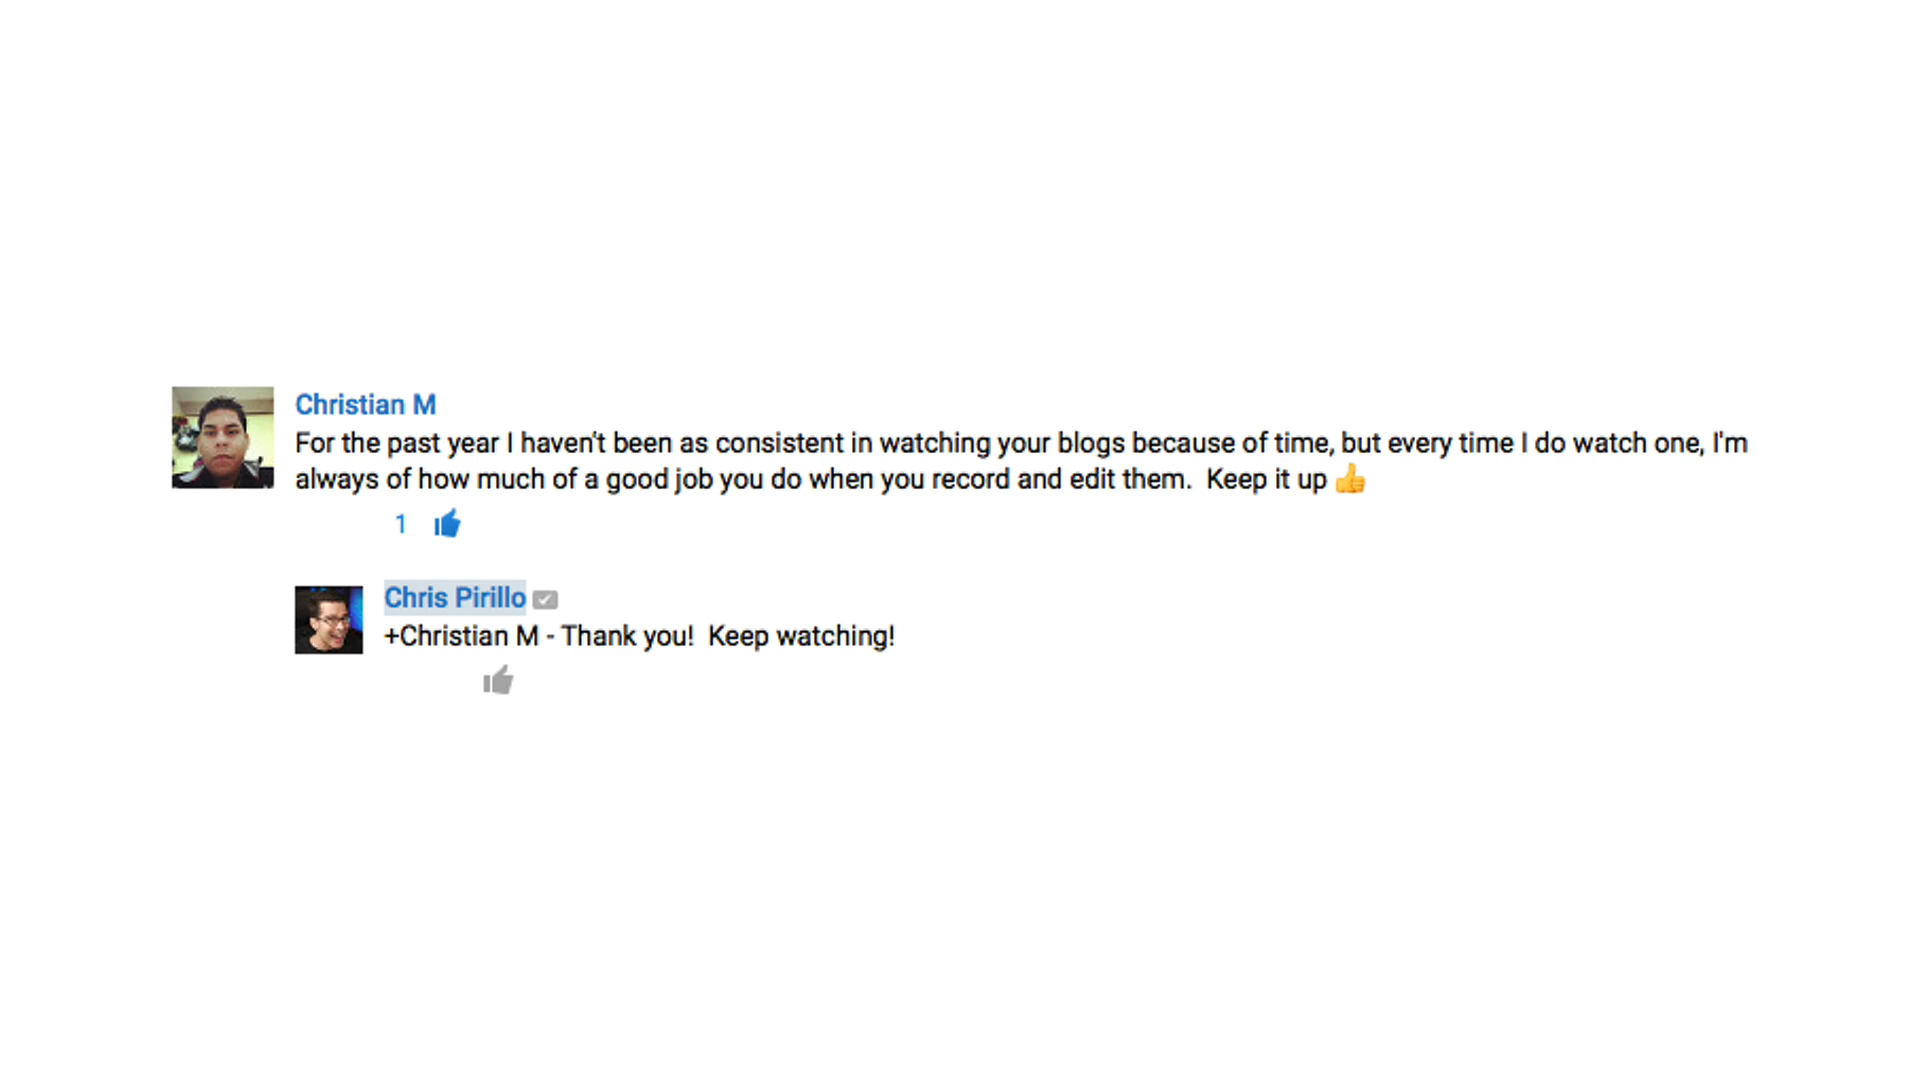 Christian M
For the past year I haven't been as consistent in watching your blogs because of time, but every time I do watch one, I'm
always of how much of a good job you do when you record and edit them.  Keep it up 👍
1
Chris Pirillo
+Christian M - Thank you!  Keep watching!